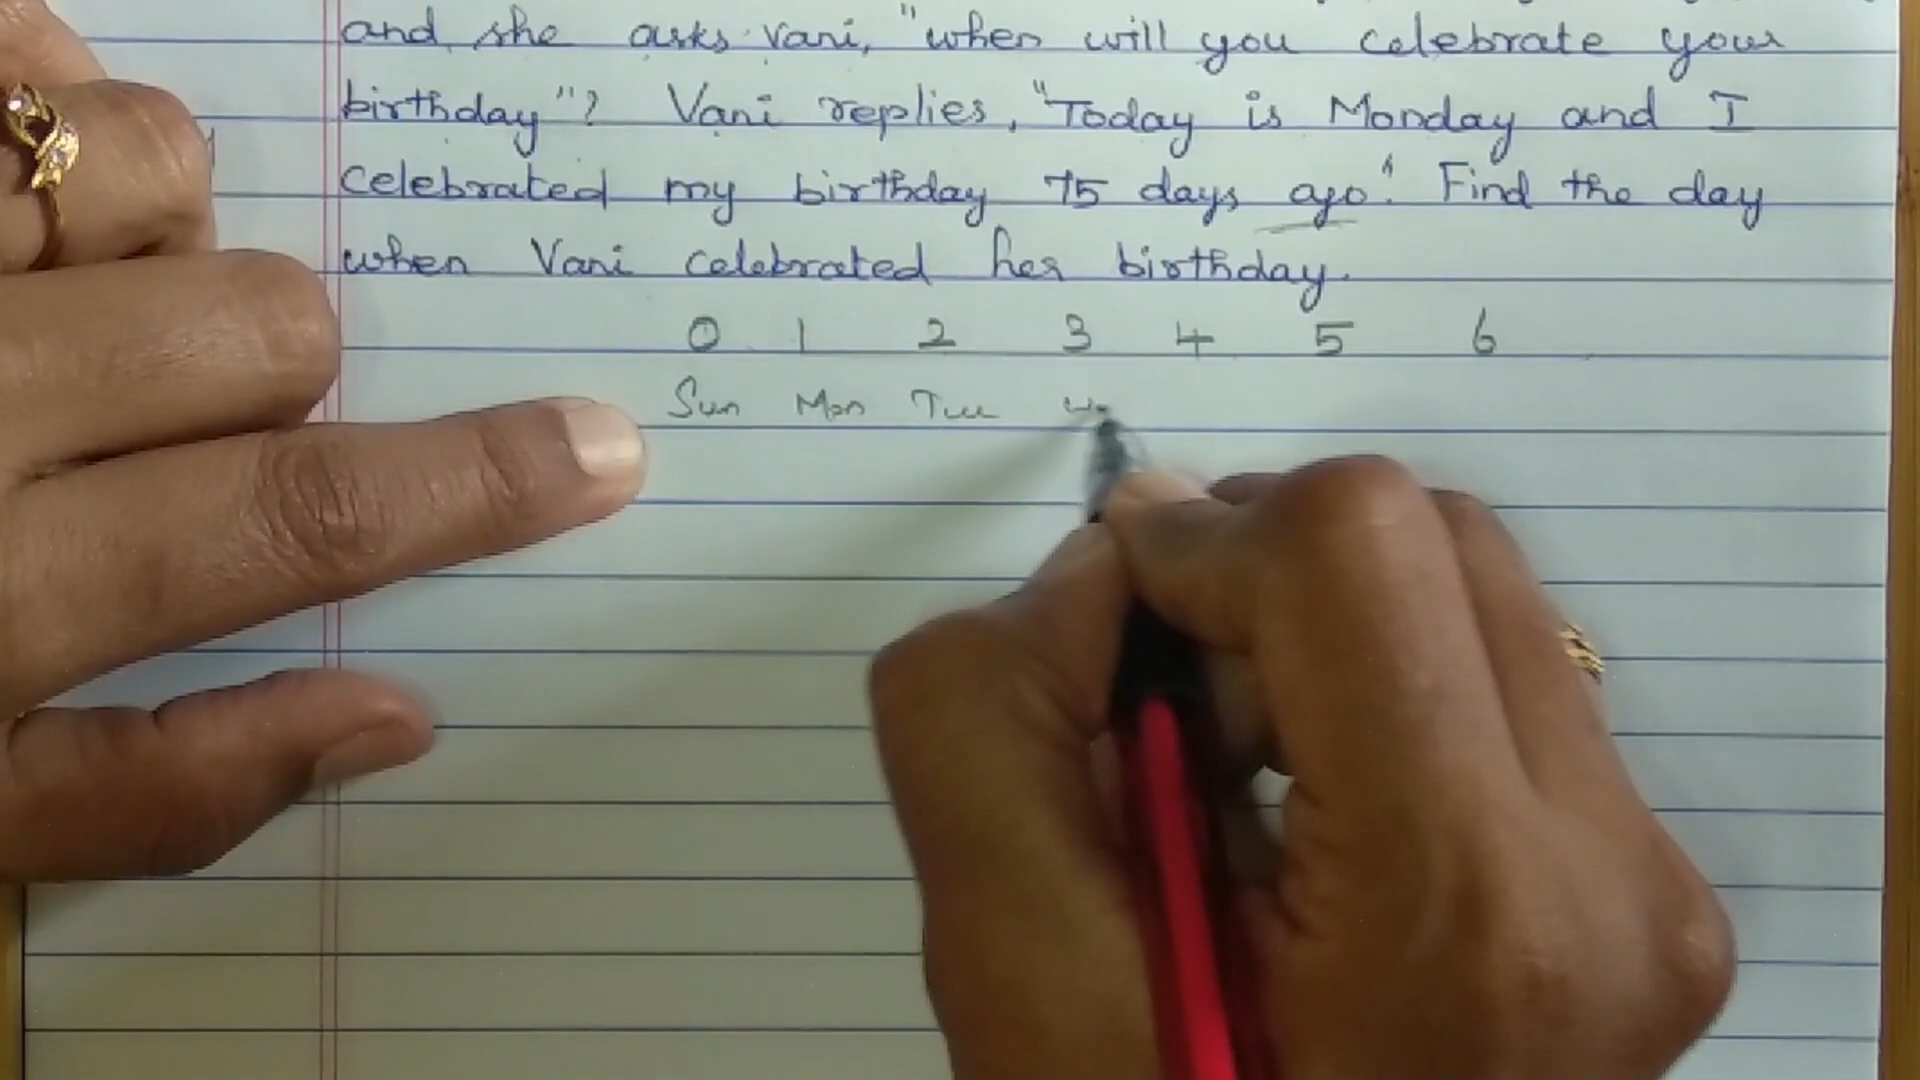 and she asks Vani, "when will you celebrate your
birthday"? Vani replies, "Today is Monday and I
celebrated my birthday 75 days ago". Find the day
when Vani celebrated her birthday.
0 1 2 3 4 5 6
Sun Mon Tue